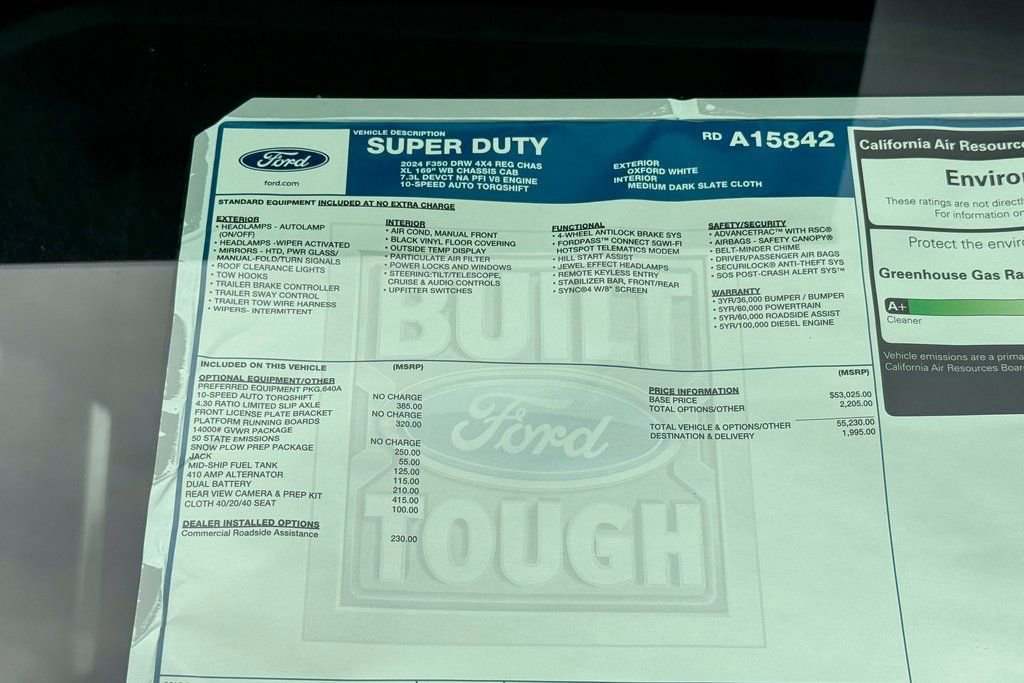 VEHICLE DESCRIPTION
SUPER DUTY
RD A15842
Ford
ford.com
2024 F350 DRW 4X4 REG CHAS
XL 169" WB CHASSIS CAB
7.3L DEVCT NA PFI V8 ENGINE
10-SPEED AUTO TORQSHIFT
EXTERIOR
OXFORD WHITE
INTERIOR
MEDIUM DARK SLATE CLOTH
STANDARD EQUIPMENT INCLUDED AT NO EXTRA CHARGE
EXTERIOR
• HEADLAMPS - AUTOLAMP
(ON/OFF)
• HEADLAMPS -WIPER ACTIVATED
• MIRRORS - HTD, PWR GLASS/
MANUAL-FOLD/TURN SIGNALS
• ROOF CLEARANCE LIGHTS
• TOW HOOKS
• TRAILER BRAKE CONTROLLER
• TRAILER SWAY CONTROL
• TRAILER TOW WIRE HARNESS
• WIPERS- INTERMITTENT
INTERIOR
• AIR COND, MANUAL FRONT
• BLACK VINYL FLOOR COVERING
• OUTSIDE TEMP DISPLAY
• PARTICULATE AIR FILTER
• POWER LOCKS AND WINDOWS
• STEERING:TILT/TELESCOPE,
CRUISE & AUDIO CONTROLS
• UPFITTER SWITCHES
FUNCTIONAL
• 4-WHEEL ANTILOCK BRAKE SYS
• FORDPASS™ CONNECT 5GWI-FI
HOTSPOT TELEMATICS MODEM
• HILL START ASSIST
• JEWEL EFFECT HEADLAMPS
• REMOTE KEYLESS ENTRY
• STABILIZER BAR, FRONT/REAR
• SYNC®4 W/8" SCREEN
SAFETY/SECURITY
• ADVANCETRAC™ WITH RSC®
• AIRBAGS - SAFETY CANOPY®
• BELT-MINDER CHIME
• DRIVER/PASSENGER AIR BAGS
• SECURILOCK® ANTI-THEFT SYS
• SOS POST-CRASH ALERT SYS™
WARRANTY
• 3YR/36,000 BUMPER / BUMPER
• 5YR/60,000 POWERTRAIN
• 5YR/60,000 ROADSIDE ASSIST
• 5YR/100,000 DIESEL ENGINE
INCLUDED ON THIS VEHICLE (MSRP)
OPTIONAL EQUIPMENT/OTHER
PREFERRED EQUIPMENT PKG.640A
10-SPEED AUTO TORQSHIFT NO CHARGE
4.30 RATIO LIMITED SLIP AXLE 385.00
FRONT LICENSE PLATE BRACKET NO CHARGE
PLATFORM RUNNING BOARDS 320.00
14000# GVWR PACKAGE
50 STATE EMISSIONS NO CHARGE
SNOW PLOW PREP PACKAGE 250.00
JACK 55.00
MID-SHIP FUEL TANK 125.00
410 AMP ALTERNATOR 115.00
DUAL BATTERY 210.00
REAR VIEW CAMERA & PREP KIT 415.00
CLOTH 40/20/40 SEAT 100.00
DEALER INSTALLED OPTIONS
Commercial Roadside Assistance 230.00
(MSRP)
PRICE INFORMATION
BASE PRICE $53,025.00
TOTAL OPTIONS/OTHER 2,205.00
TOTAL VEHICLE & OPTIONS/OTHER 55,230.00
DESTINATION & DELIVERY 1,995.00
BUILT
Ford
TOUGH
California Air Resource
Enviro
These ratings are not directl
For information on
Protect the enviro
Greenhouse Gas Ra
A+
Cleaner
Vehicle emissions are a prima
California Air Resources Boar